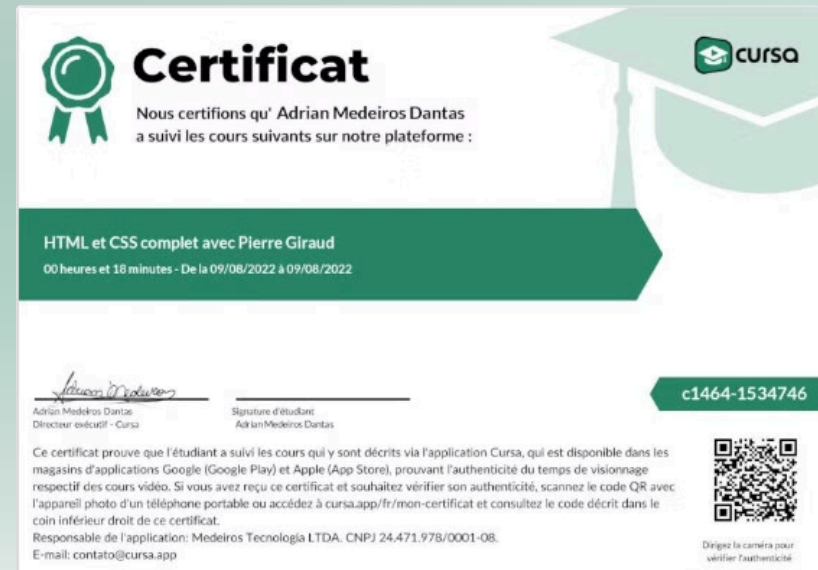 Certificat
cursa
Nous certifions qu' Adrian Medeiros Dantas
a suivi les cours suivants sur notre plateforme :
HTML et CSS complet avec Pierre Giraud
00 heures et 18 minutes - De la 09/08/2022 à 09/08/2022
Adrian Medeiros Dantas
Directeur exécutif - Cursa
Signature d'étudiant
Adrian Medeiros Dantas
c1464-1534746
Ce certificat prouve que l'étudiant a suivi les cours qui y sont décrits via l'application Cursa, qui est disponible dans les
magasins d'applications Google (Google Play) et Apple (App Store), prouvant l'authenticité du temps de visionnage
respectif des cours vidéo. Si vous avez reçu ce certificat et souhaitez vérifier son authenticité, scannez le code QR avec
l'appareil photo d'un téléphone portable ou accédez à cursa.app/fr/mon-certificat et consultez le code décrit dans le
coin inférieur droit de ce certificat.
Responsable de l'application: Medeiros Tecnologia LTDA. CNPJ 24.471.978/0001-08.
E-mail: contato@cursa.app
Dirigez la caméra pour
vérifier l'authenticité